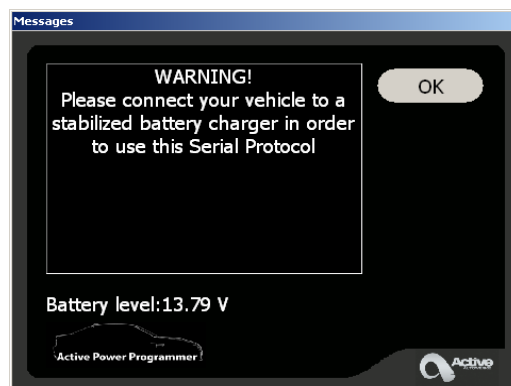 Messages
WARNING!
Please connect your vehicle to a
stabilized battery charger in order
to use this Serial Protocol
OK
Battery level:13.79 V
Active Power Programmer
Active